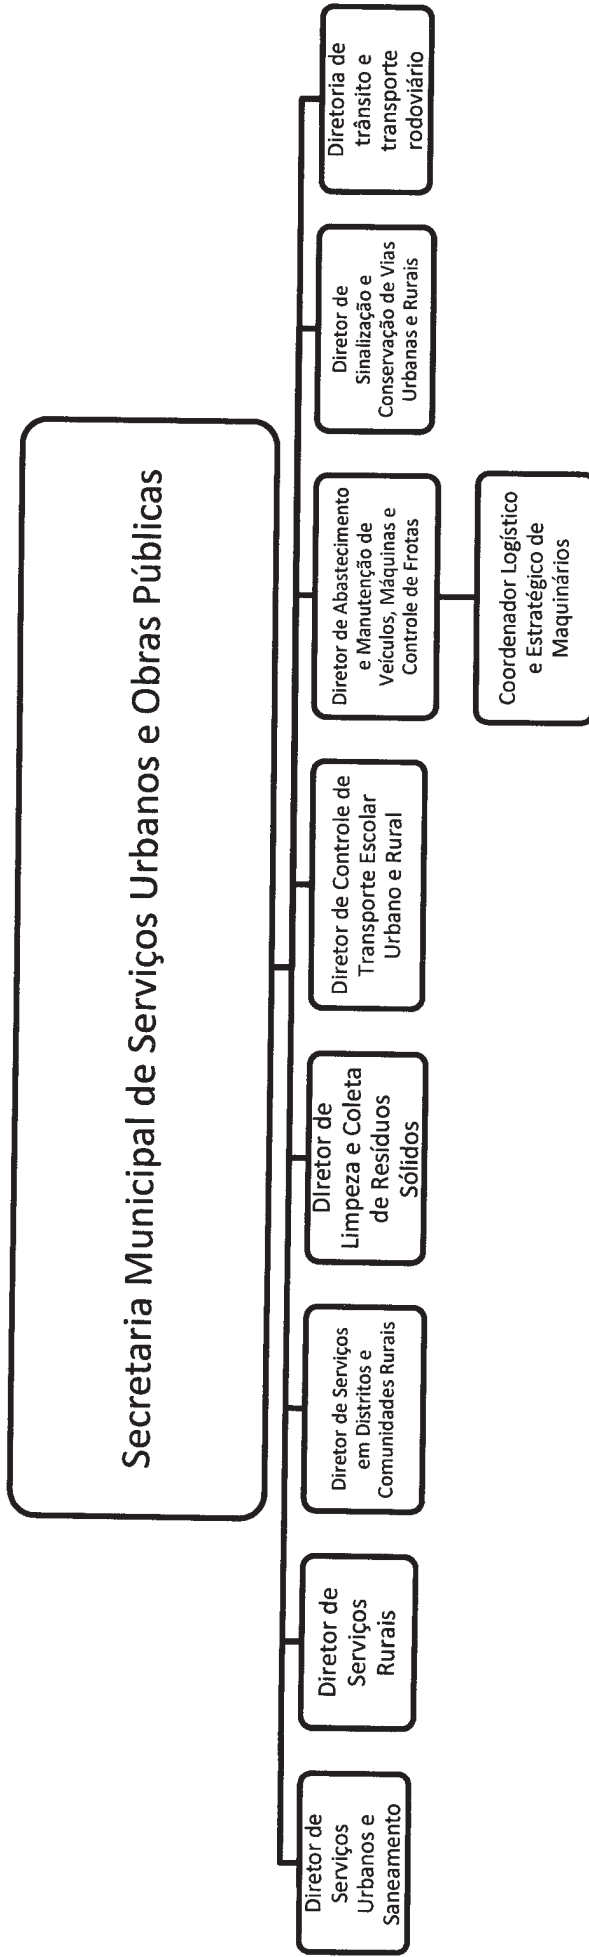 Secretaria Municipal de Serviços Urbanos e Obras Públicas
Diretor de
Serviços
Urbanos e
Saneamento
Diretor de
Serviços
Rurais
Diretor de Serviços
em Distritos e
Comunidades Rurais
DIretor de
Limpeza e Coleta
de Resíduos
Sólidos
Diretor de Controle de
Transporte Escolar
Urbano e Rural
Diretor de Abastecimento
e Manutenção de
Veículos, Máquinas e
Controle de Frotas
Coordenador Logístico
e Estratégico de
Maquinários
Diretor de
Sinalização e
Conservação de Vias
Urbanas e Rurais
Diretoria de
trânsito e
transporte
rodoviário